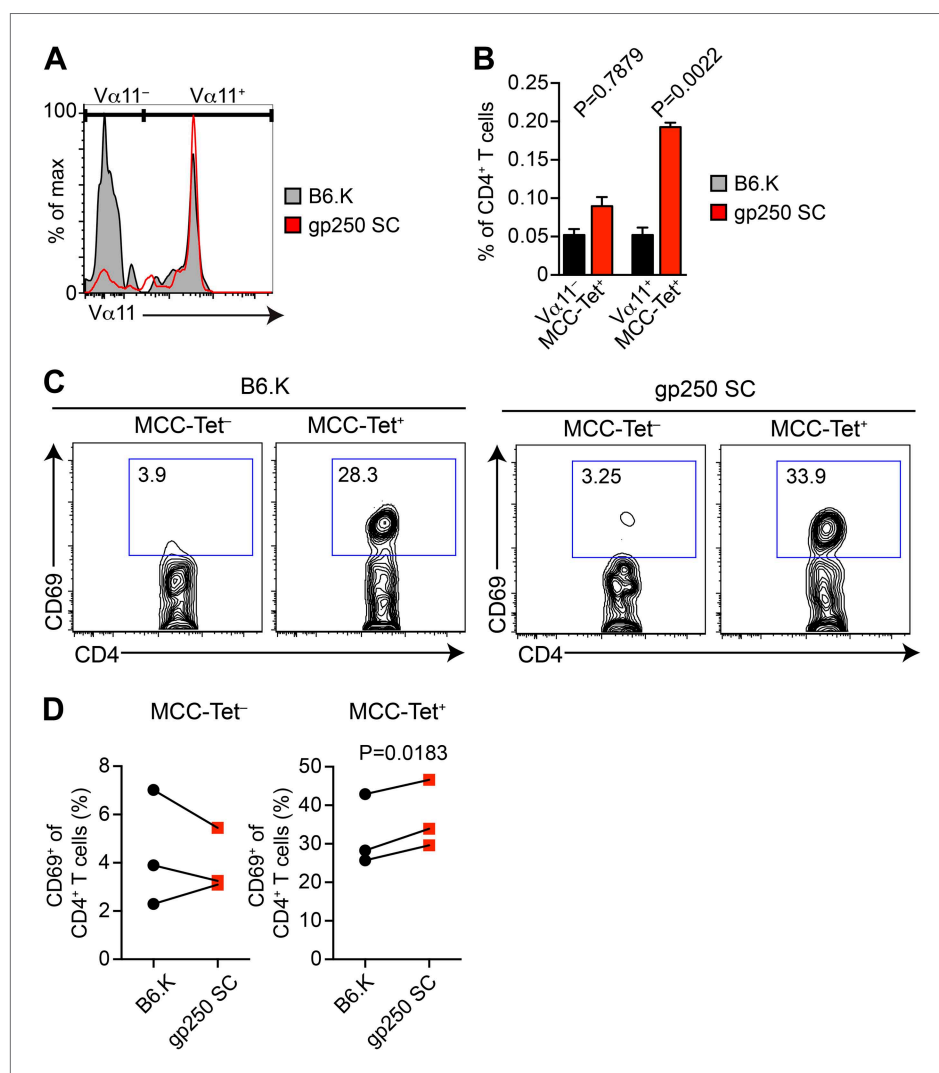 A
Vα11⁻ Vα11⁺
100
% of max
0
Vα11
B6.K
gp250 SC
B
P=0.7879
P=0.0022
0.25
0.20
0.15
0.10
0.05
0
% of CD4⁺ T cells
Vα11⁻
MCC-Tet⁺
Vα11⁺
MCC-Tet⁺
B6.K
gp250 SC
C
B6.K
MCC-Tet⁻ MCC-Tet⁺
3.9 28.3
CD69
CD4
gp250 SC
MCC-Tet⁻ MCC-Tet⁺
3.25 33.9
CD69
CD4
D
MCC-Tet⁻
8
6
4
2
0
CD69⁺ of
CD4⁺ T cells (%)
B6.K
gp250 SC
MCC-Tet⁺
P=0.0183
50
40
30
20
10
0
CD69⁺ of
CD4⁺ T cells (%)
B6.K
gp250 SC